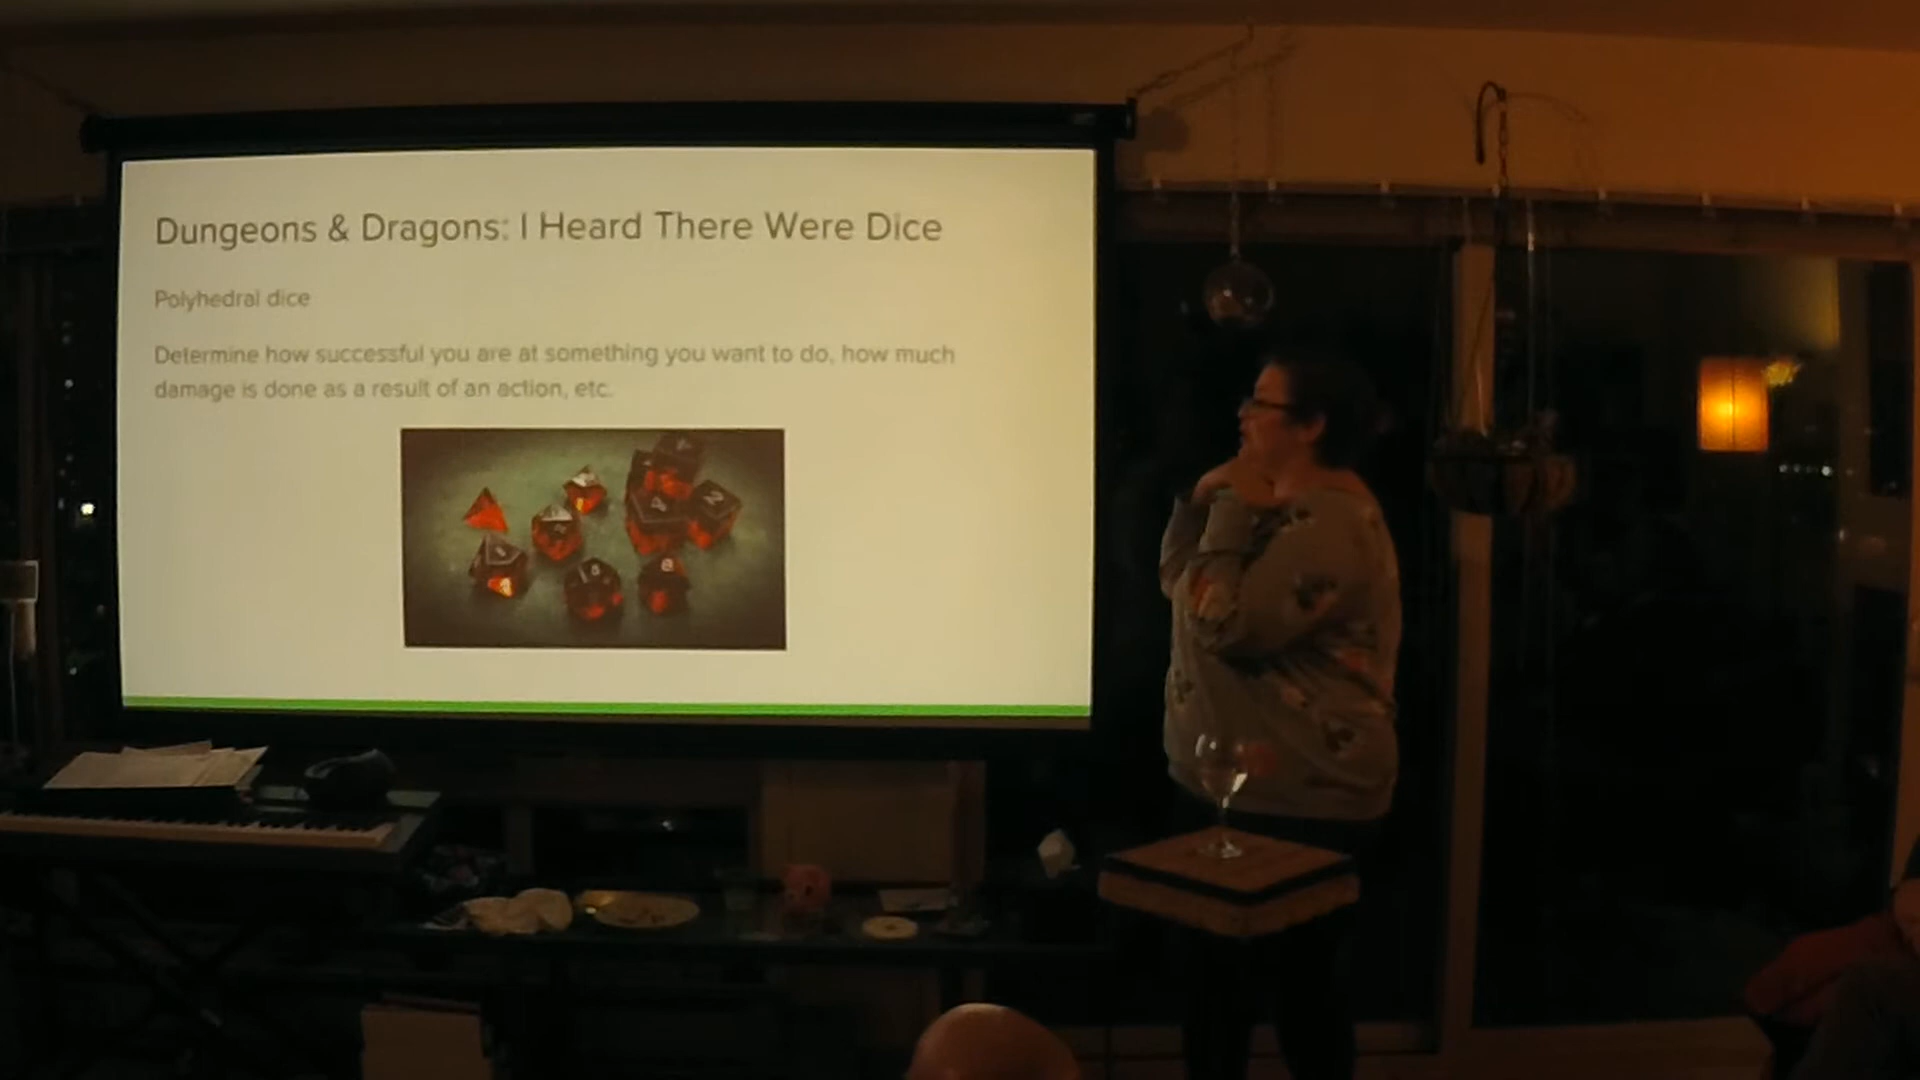 Dungeons & Dragons: I Heard There Were Dice
Polyhedral dice
Determine how successful you are at something you want to do, how much
damage is done as a result of an action, etc.